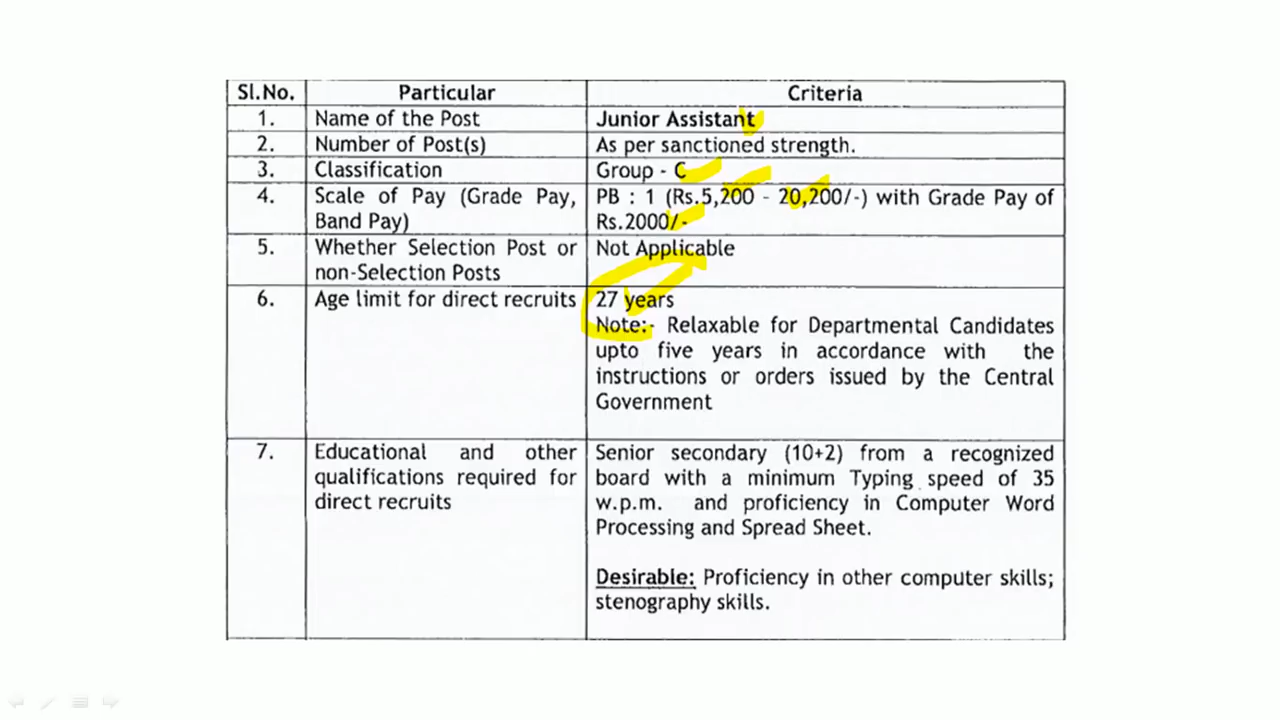 Sl.No. Particular Criteria
1. Name of the Post Junior Assistant
2. Number of Post(s) As per sanctioned strength.
3. Classification Group - C
4. Scale of Pay (Grade Pay, PB : 1 (Rs.5,200 - 20,200/-) with Grade Pay of
Band Pay) Rs.2000/-
5. Whether Selection Post or Not Applicable
non-Selection Posts
6. Age limit for direct recruits 27 years
Note:- Relaxable for Departmental Candidates
upto five years in accordance with the
instructions or orders issued by the Central
Government
7. Educational and other Senior secondary (10+2) from a recognized
qualifications required for board with a minimum Typing speed of 35
direct recruits w.p.m. and proficiency in Computer Word
Processing and Spread Sheet.
Desirable: Proficiency in other computer skills;
stenography skills.